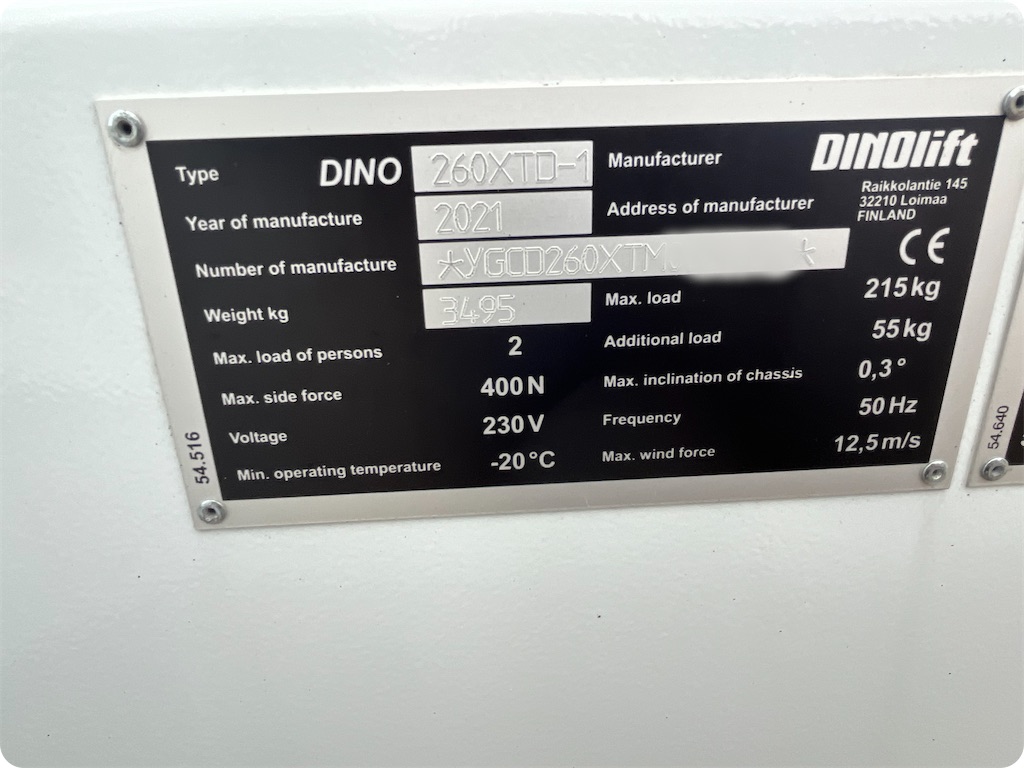 Type DINO 260XTD-1
Year of manufacture 2021
Number of manufacture *YGCD260XTM
Weight kg 3495
Max. load of persons 2
Max. side force 400 N
Voltage 230 V
Min. operating temperature -20 °C
54.516
Manufacturer DINOlift
Address of manufacturer Raikkolantie 145
32210 Loimaa
FINLAND
CE
Max. load 215 kg
Additional load 55 kg
Max. inclination of chassis 0,3 °
Frequency 50 Hz
Max. wind force 12,5 m/s
54.640